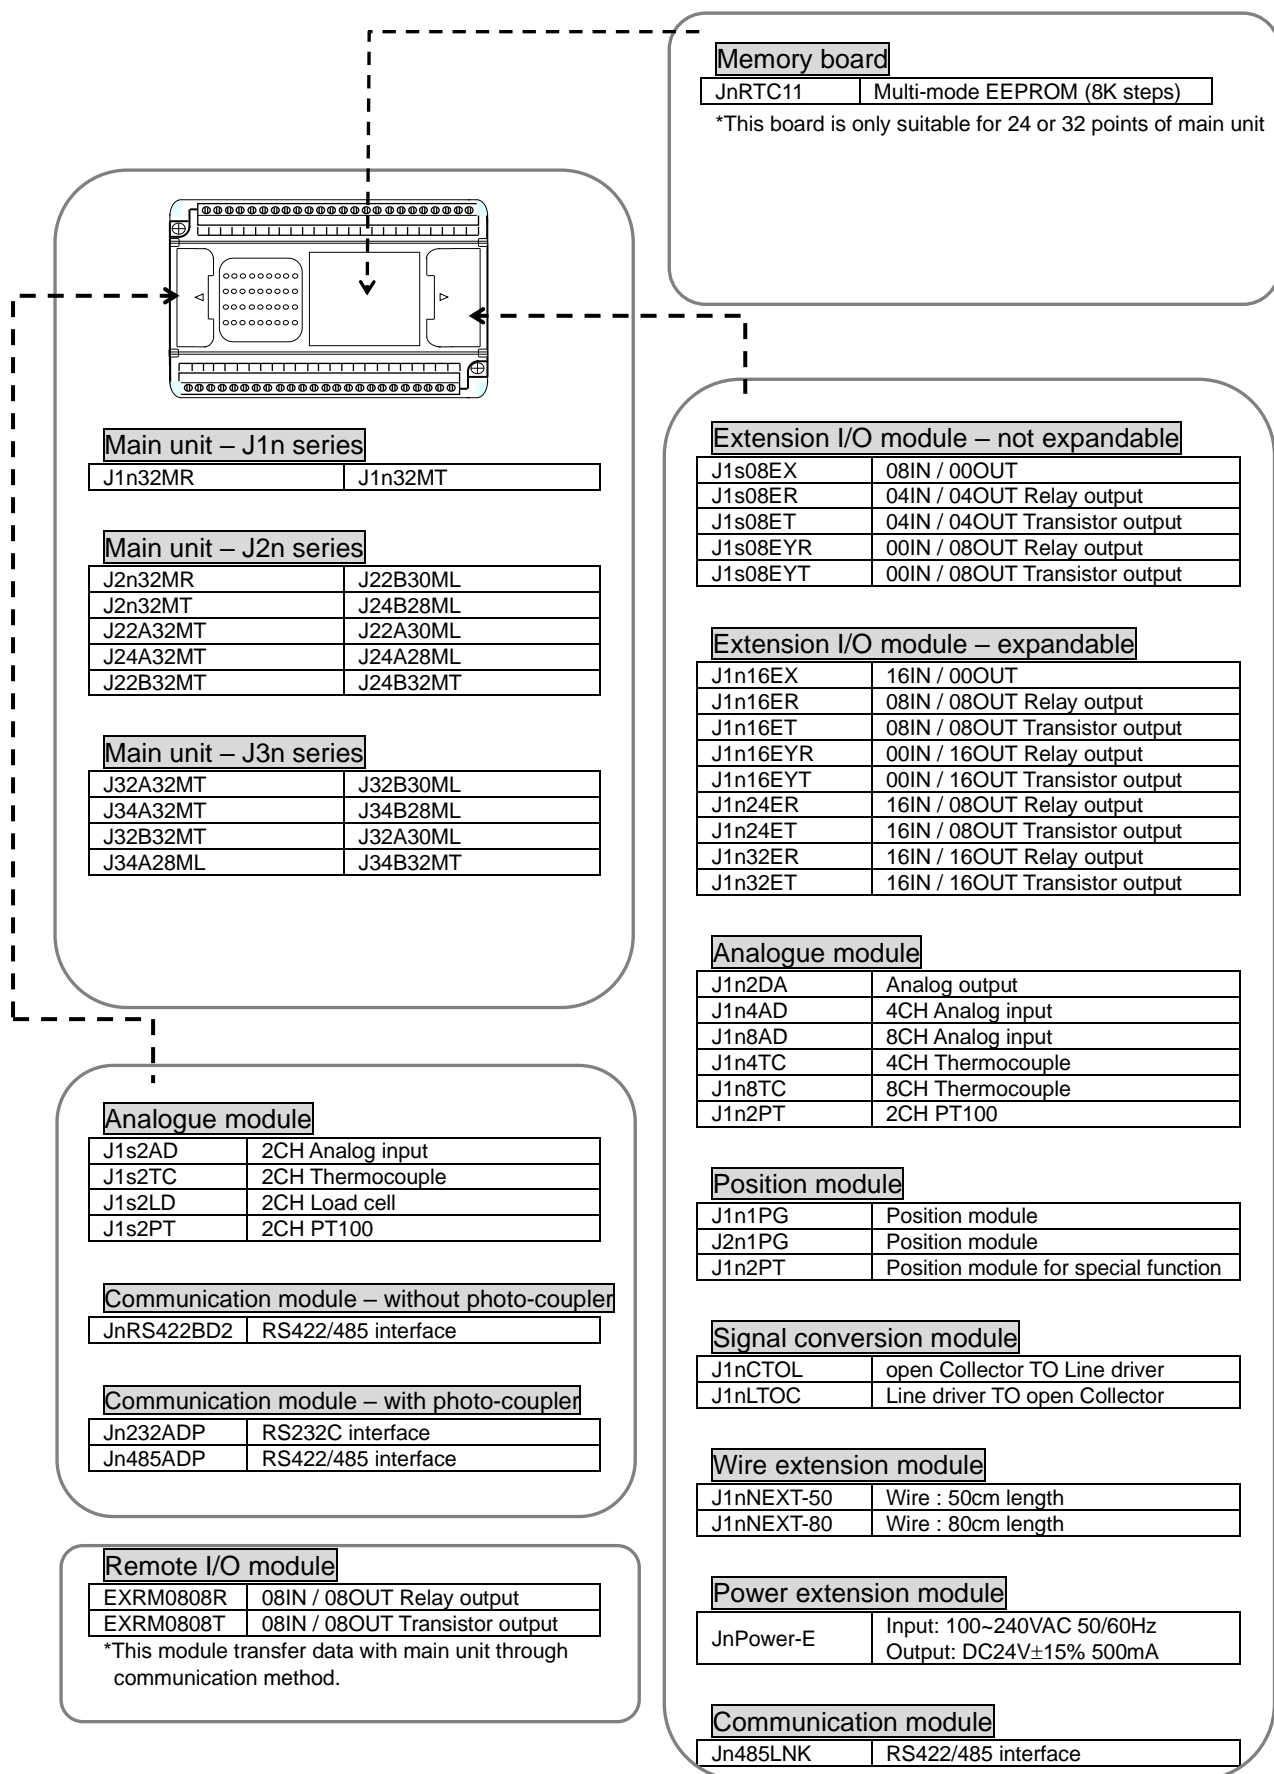 Memory board
JnRTC11 Multi-mode EEPROM (8K steps)
*This board is only suitable for 24 or 32 points of main unit
Main unit – J1n series
J1n32MR J1n32MT
Main unit – J2n series
J2n32MR J22B30ML
J2n32MT J24B28ML
J22A32MT J22A30ML
J24A32MT J24A28ML
J22B32MT J24B32MT
Main unit – J3n series
J32A32MT J32B30ML
J34A32MT J34B28ML
J32B32MT J32A30ML
J34A28ML J34B32MT
Analogue module
J1s2AD 2CH Analog input
J1s2TC 2CH Thermocouple
J1s2LD 2CH Load cell
J1s2PT 2CH PT100
Communication module – without photo-coupler
JnRS422BD2 RS422/485 interface
Communication module – with photo-coupler
Jn232ADP RS232C interface
Jn485ADP RS422/485 interface
Remote I/O module
EXRM0808R 08IN / 08OUT Relay output
EXRM0808T 08IN / 08OUT Transistor output
*This module transfer data with main unit through
communication method.
Extension I/O module – not expandable
J1s08EX 08IN / 00OUT
J1s08ER 04IN / 04OUT Relay output
J1s08ET 04IN / 04OUT Transistor output
J1s08EYR 00IN / 08OUT Relay output
J1s08EYT 00IN / 08OUT Transistor output
Extension I/O module – expandable
J1n16EX 16IN / 00OUT
J1n16ER 08IN / 08OUT Relay output
J1n16ET 08IN / 08OUT Transistor output
J1n16EYR 00IN / 16OUT Relay output
J1n16EYT 00IN / 16OUT Transistor output
J1n24ER 16IN / 08OUT Relay output
J1n24ET 16IN / 08OUT Transistor output
J1n32ER 16IN / 16OUT Relay output
J1n32ET 16IN / 16OUT Transistor output
Analogue module
J1n2DA Analog output
J1n4AD 4CH Analog input
J1n8AD 8CH Analog input
J1n4TC 4CH Thermocouple
J1n8TC 8CH Thermocouple
J1n2PT 2CH PT100
Position module
J1n1PG Position module
J2n1PG Position module
J1n2PT Position module for special function
Signal conversion module
J1nCTOL open Collector TO Line driver
J1nLTOC Line driver TO open Collector
Wire extension module
J1nNEXT-50 Wire : 50cm length
J1nNEXT-80 Wire : 80cm length
Power extension module
JnPower-E Input: 100~240VAC 50/60Hz
Output: DC24V±15% 500mA
Communication module
Jn485LNK RS422/485 interface